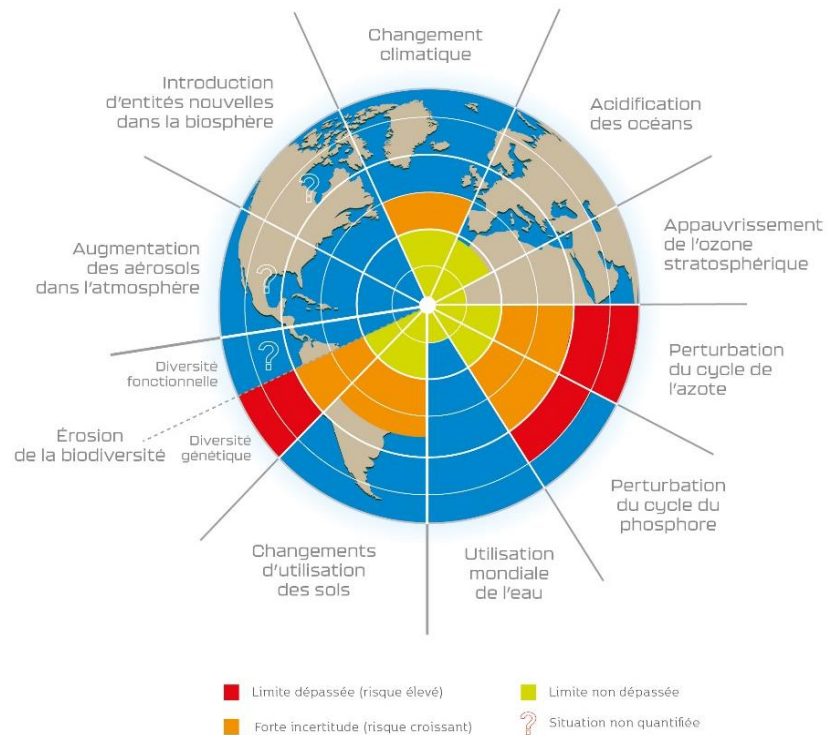 Changement
climatique
Introduction
d'entités nouvelles
dans la biosphère
Acidification
des océans
?
Augmentation
des aérosols
dans l'atmosphère
?
Appauvrissement
de l'ozone
stratosphérique
?
Diversité
fonctionnelle
Perturbation
du cycle de
l'azote
Érosion
de la biodiversité
Diversité
génétique
Perturbation
du cycle du
phosphore
Changements
d'utilisation
des sols
Utilisation
mondiale
de l'eau
Limite dépassée (risque élevé)
Limite non dépassée
Forte incertitude (risque croissant)
? Situation non quantifiée